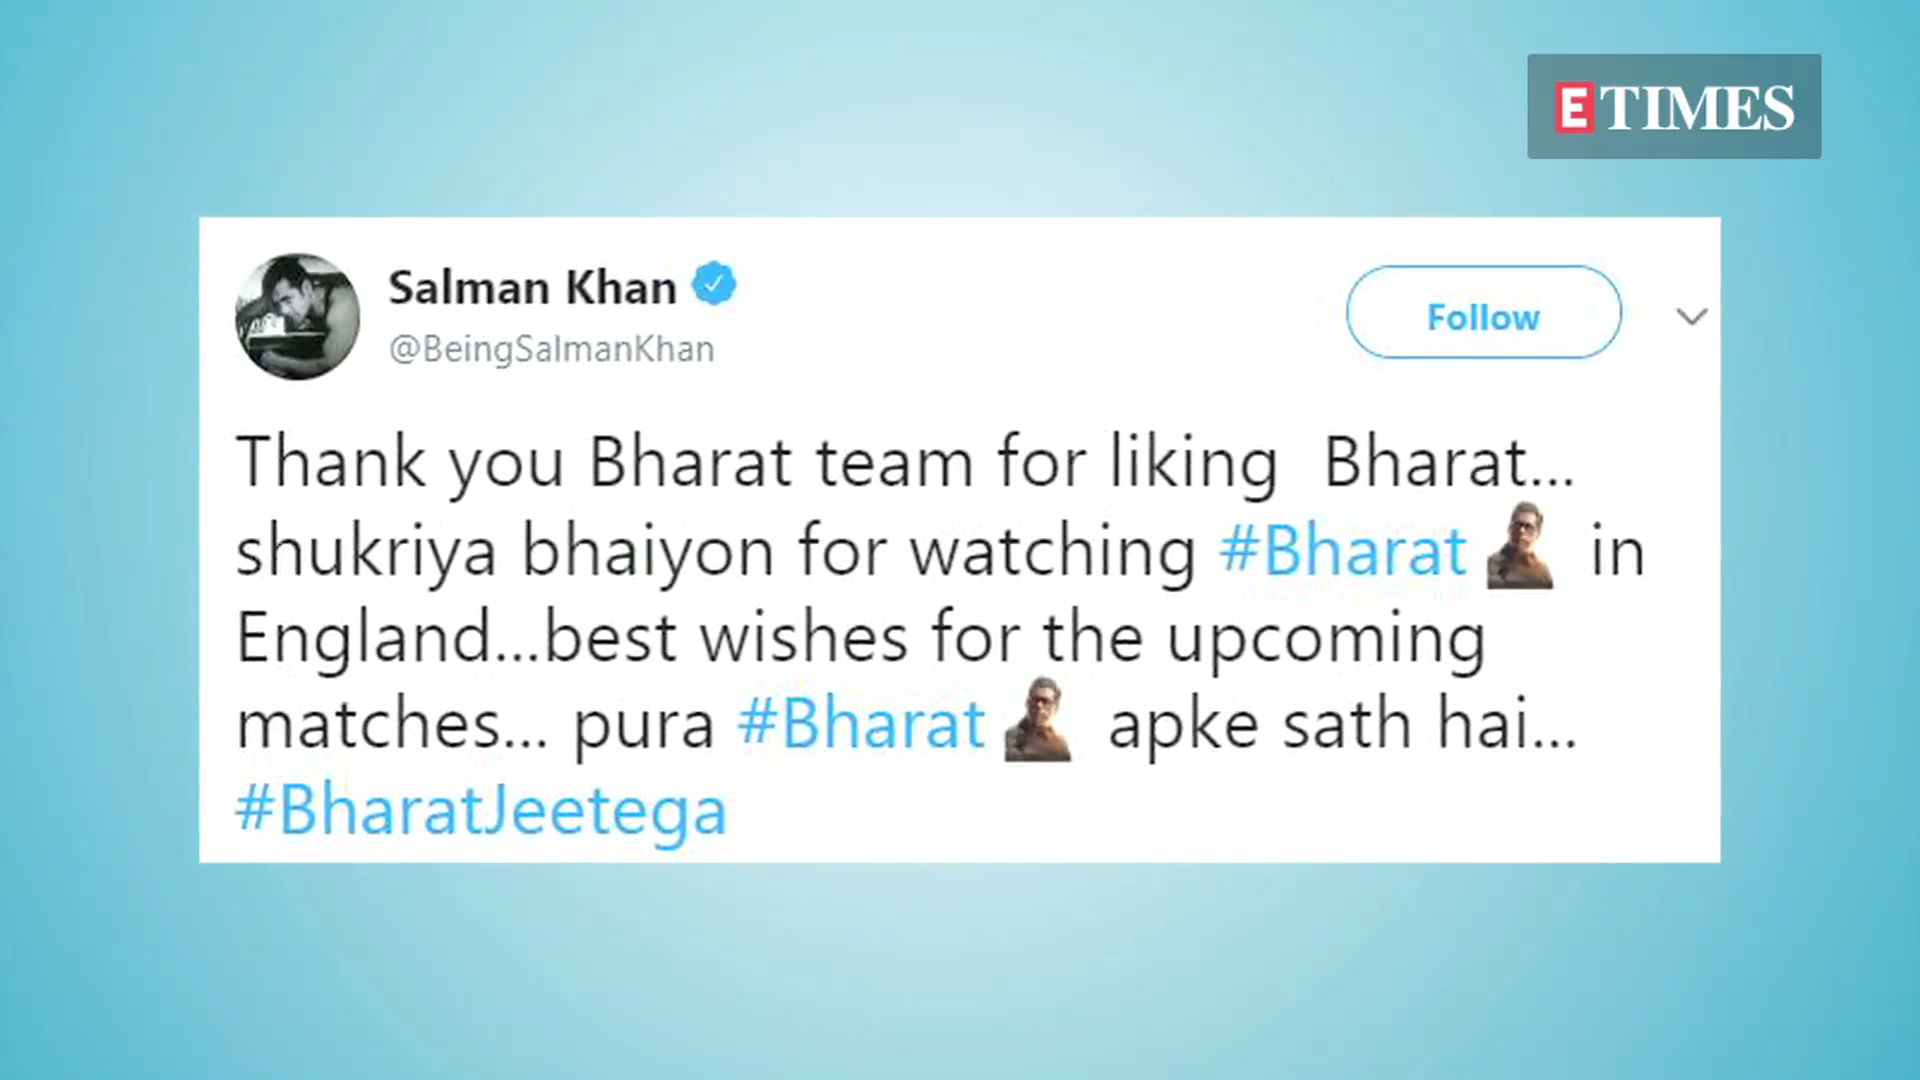 E TIMES
Salman Khan
@BeingSalmanKhan
Follow
Thank you Bharat team for liking  Bharat...
shukriya bhaiyon for watching #Bharat in
England...best wishes for the upcoming
matches... pura #Bharat apke sath hai...
#BharatJeetega